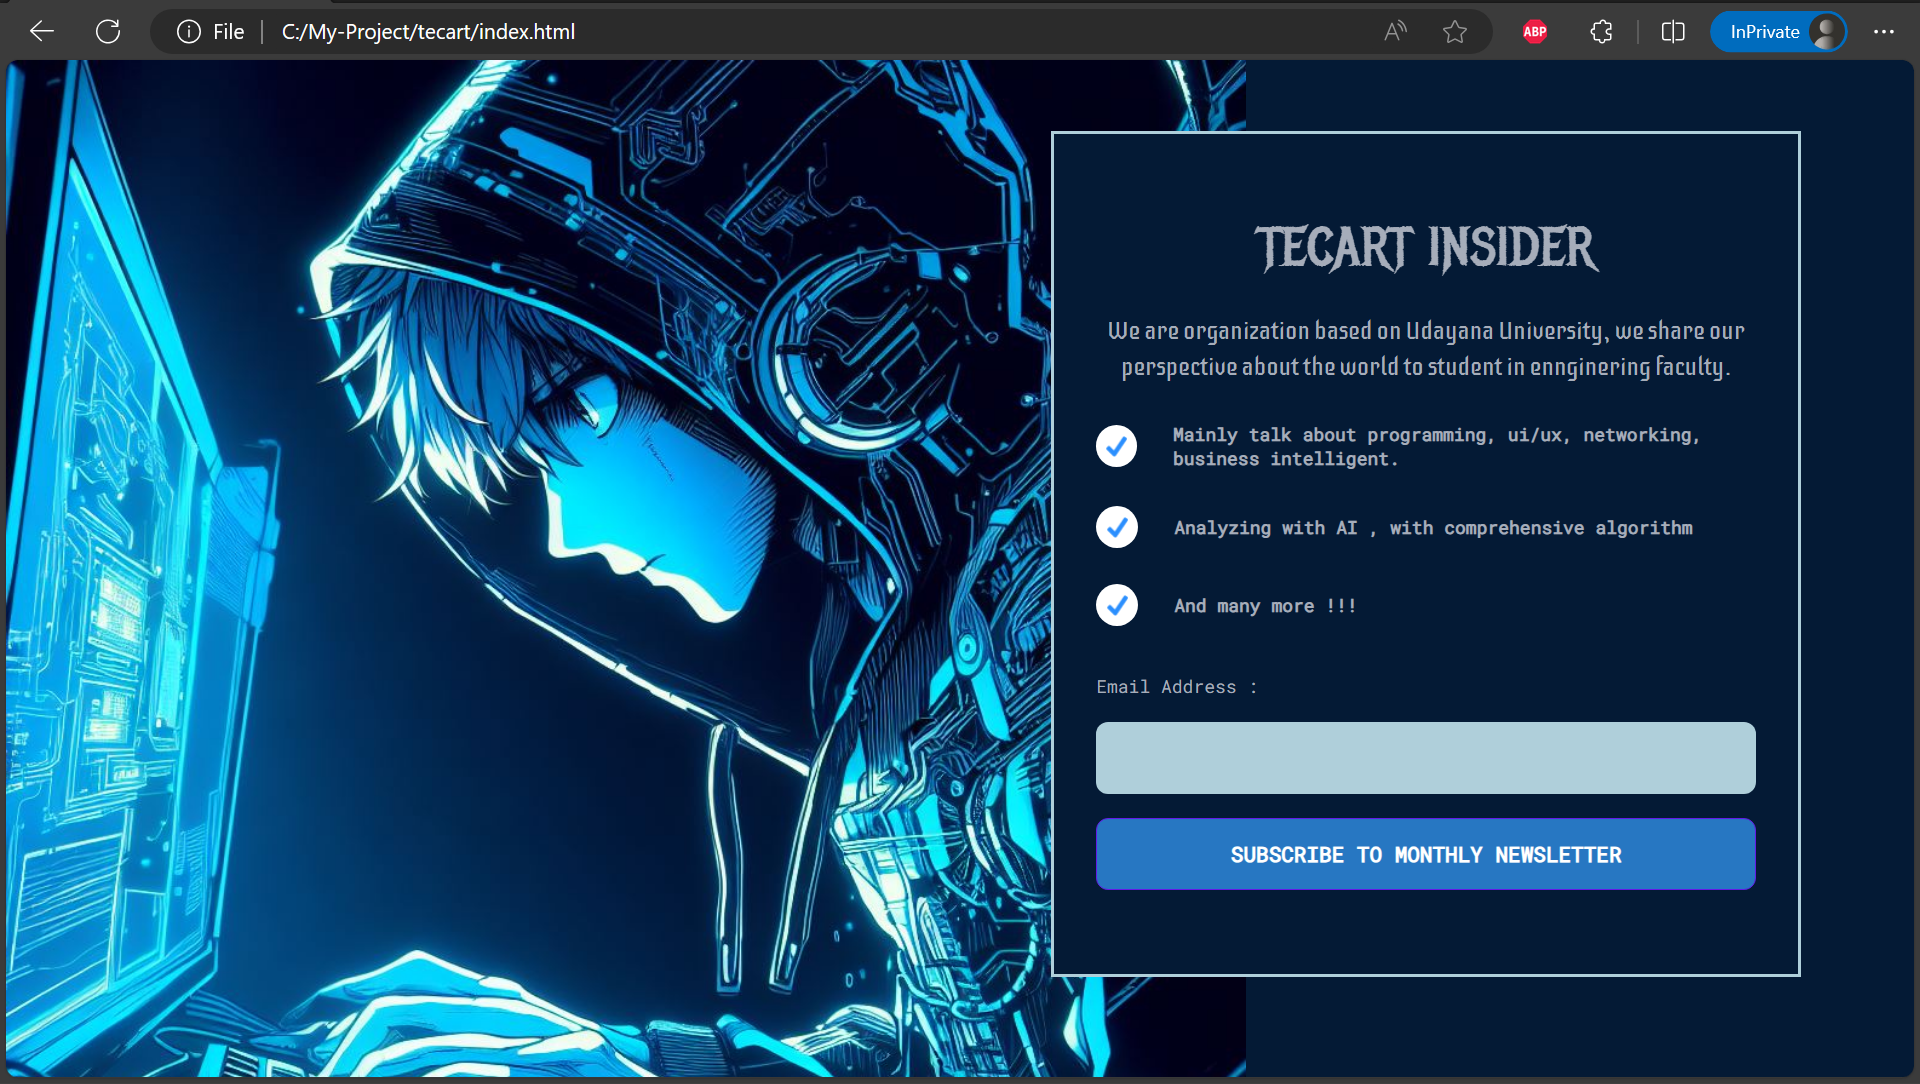 File
C:/My-Project/tecart/index.html
A
ABP
InPrivate
TECART INSIDER
We are organization based on Udayana University, we share our
perspective about the world to student in ennginering faculty.
Mainly talk about programming, ui/ux, networking,
business intelligent.
Analyzing with AI , with comprehensive algorithm
And many more !!!
Email Address :
SUBSCRIBE TO MONTHLY NEWSLETTER